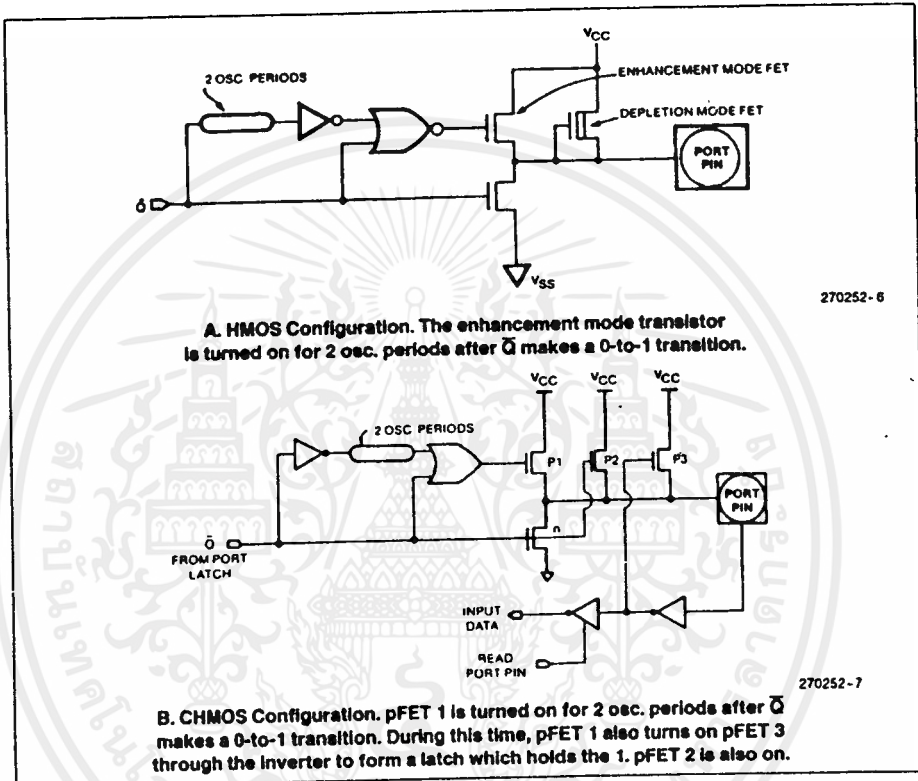 VCC
2 OSC PERIODS
ENHANCEMENT MODE FET
DEPLETION MODE FET
PORT
PIN
Q̄
VSS
270252-6
A. HMOS Configuration. The enhancement mode transistor
is turned on for 2 osc. periods after Q̄ makes a 0-to-1 transition.
VCC VCC VCC
2 OSC PERIODS
P1 P2 P3
PORT
PIN
n
Q̄
FROM PORT
LATCH
INPUT
DATA
READ
PORT PIN
270252-7
B. CHMOS Configuration. pFET 1 is turned on for 2 osc. periods after Q̄
makes a 0-to-1 transition. During this time, pFET 1 also turns on pFET 3
through the inverter to form a latch which holds the 1. pFET 2 is also on.